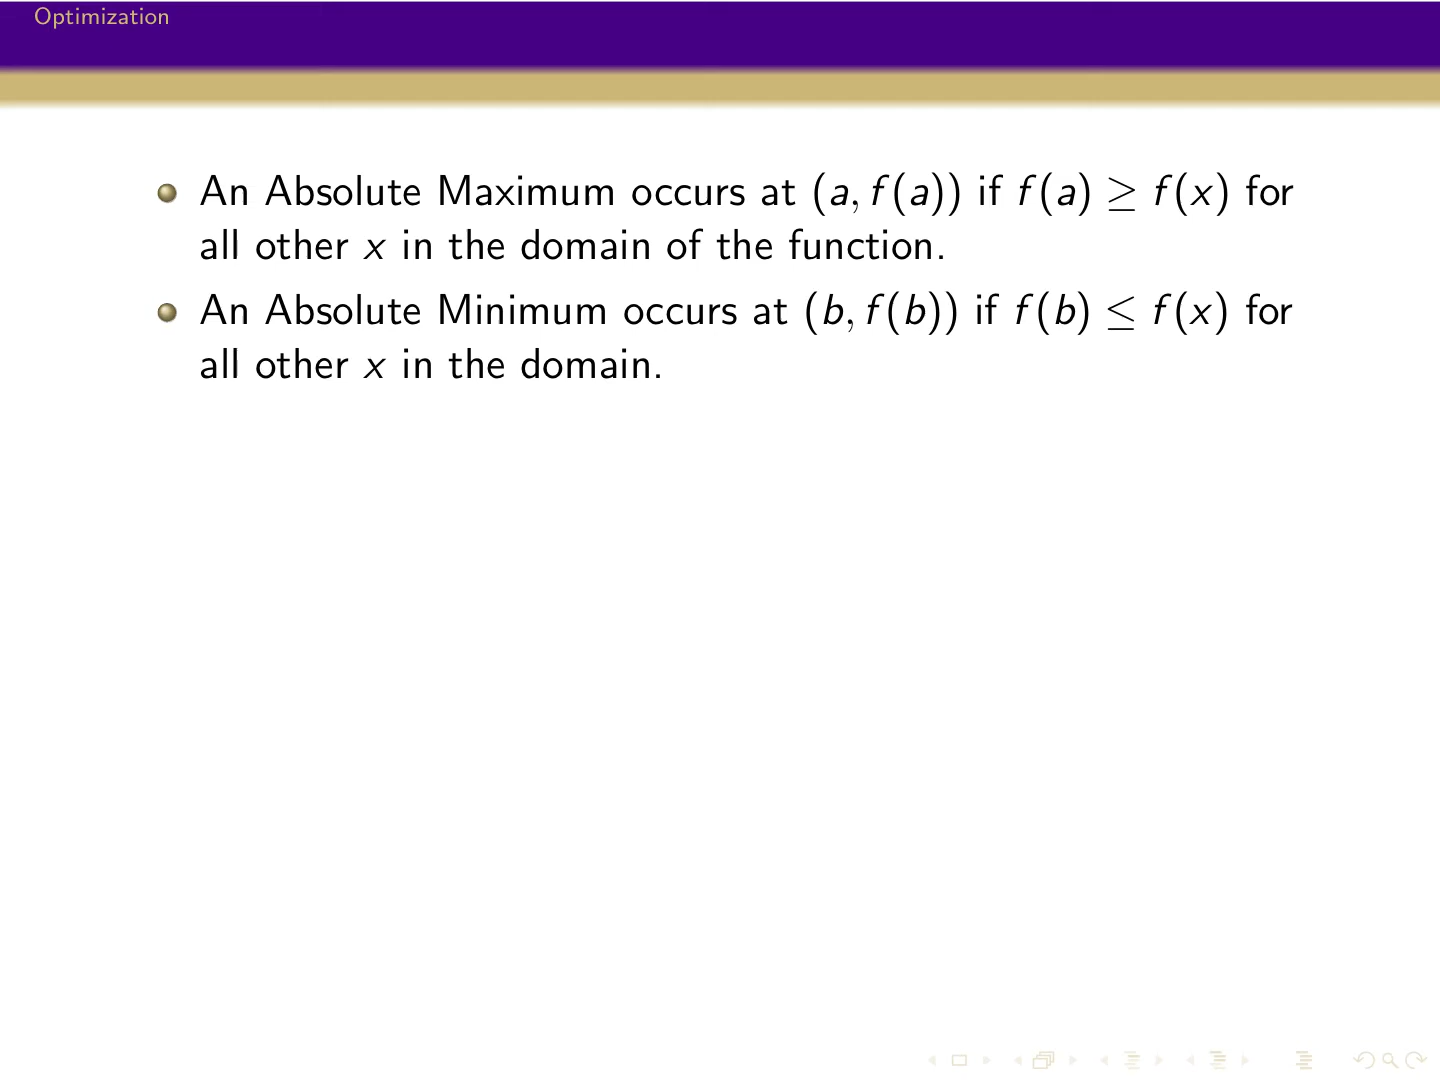 Optimization
An Absolute Maximum occurs at (a, f(a)) if f(a) ≥ f(x) for
all other x in the domain of the function.
An Absolute Minimum occurs at (b, f(b)) if f(b) ≤ f(x) for
all other x in the domain.